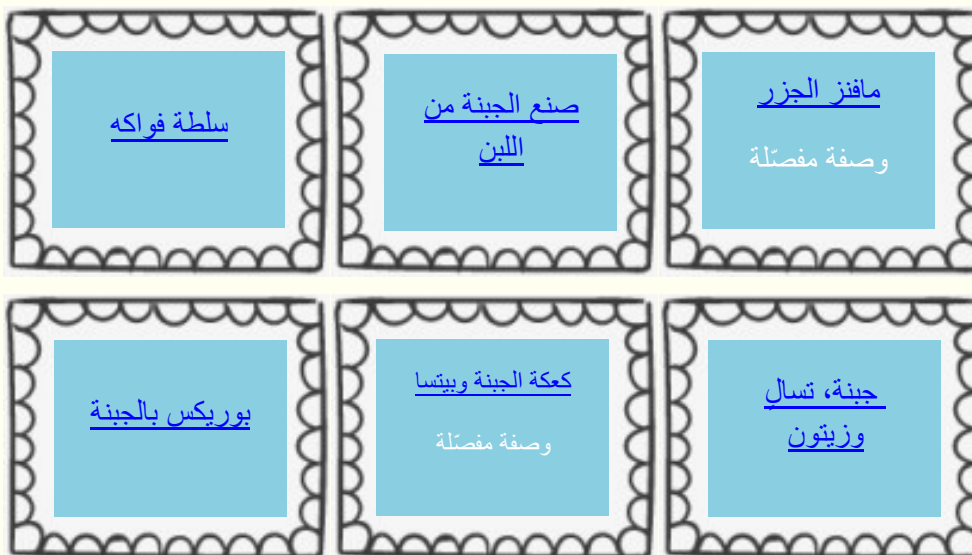 مافنز الجزر
وصفة مفصّلة
صنع الجبنة من
اللبن
سلطة فواكه
جبنة، تسالٍ
وزيتون
كعكة الجبنة وبيتسا
وصفة مفصّلة
بوريكس بالجبنة